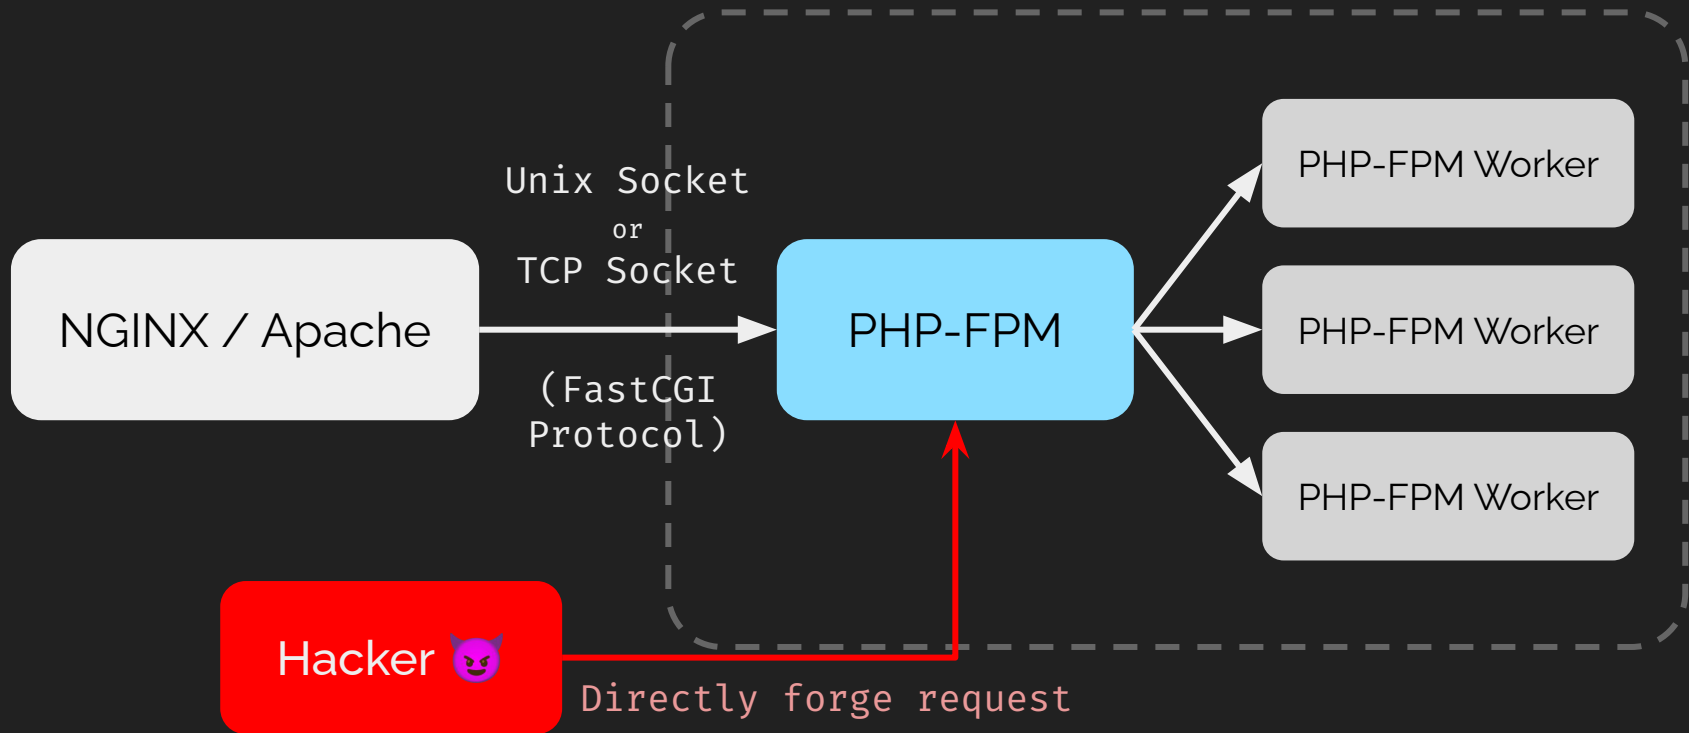 Unix Socket
or
TCP Socket
NGINX / Apache
(FastCGI
Protocol)
PHP-FPM
PHP-FPM Worker
PHP-FPM Worker
PHP-FPM Worker
Hacker 😈
Directly forge request